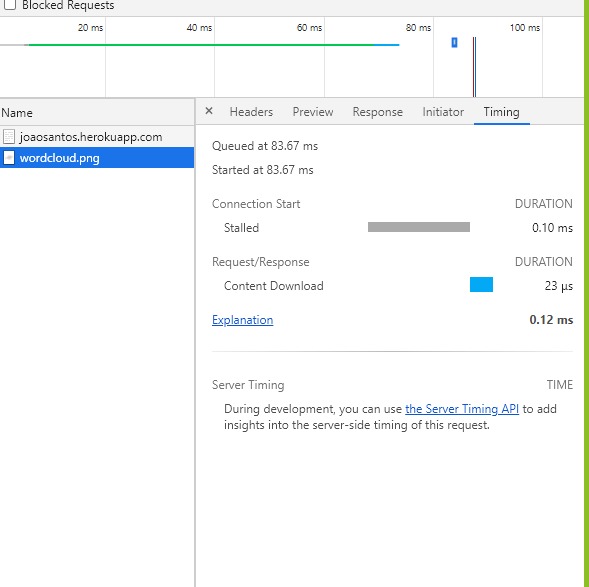 Blocked Requests
20 ms 40 ms 60 ms 80 ms 100 ms
Name
× Headers Preview Response Initiator Timing
joaosantos.herokuapp.com
wordcloud.png
Queued at 83.67 ms
Started at 83.67 ms
Connection Start DURATION
Stalled 0.10 ms
Request/Response DURATION
Content Download 23 µs
Explanation 0.12 ms
Server Timing TIME
During development, you can use the Server Timing API to add
insights into the server-side timing of this request.